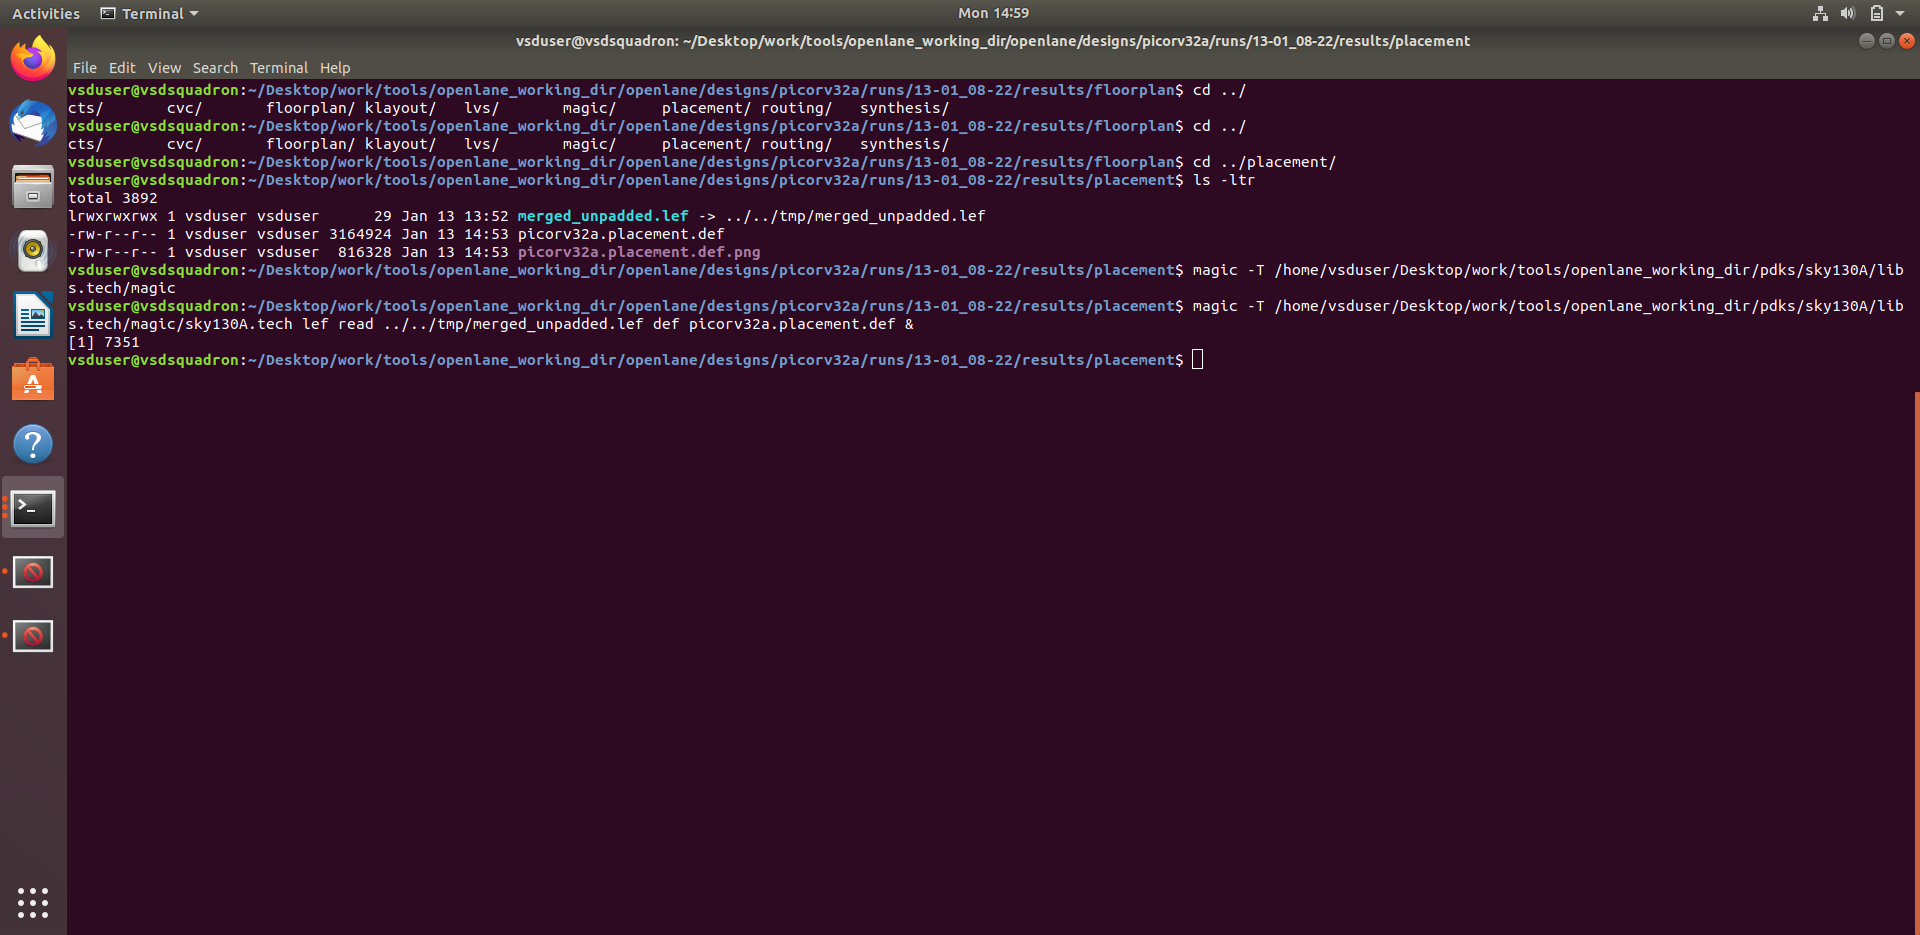 Activities Terminal Mon 14:59
vsduser@vsdsquadron: ~/Desktop/work/tools/openlane_working_dir/openlane/designs/picorv32a/runs/13-01_08-22/results/placement
File Edit View Search Terminal Help
vsduser@vsdsquadron:~/Desktop/work/tools/openlane_working_dir/openlane/designs/picorv32a/runs/13-01_08-22/results/floorplan$ cd ../
cts/ cvc/ floorplan/ klayout/ lvs/ magic/ placement/ routing/ synthesis/
vsduser@vsdsquadron:~/Desktop/work/tools/openlane_working_dir/openlane/designs/picorv32a/runs/13-01_08-22/results/floorplan$ cd ../
cts/ cvc/ floorplan/ klayout/ lvs/ magic/ placement/ routing/ synthesis/
vsduser@vsdsquadron:~/Desktop/work/tools/openlane_working_dir/openlane/designs/picorv32a/runs/13-01_08-22/results/floorplan$ cd ../placement/
vsduser@vsdsquadron:~/Desktop/work/tools/openlane_working_dir/openlane/designs/picorv32a/runs/13-01_08-22/results/placement$ ls -ltr
total 3892
lrwxrwxrwx 1 vsduser vsduser 29 Jan 13 13:52 merged_unpadded.lef -> ../../tmp/merged_unpadded.lef
-rw-r--r-- 1 vsduser vsduser 3164924 Jan 13 14:53 picorv32a.placement.def
-rw-r--r-- 1 vsduser vsduser 816328 Jan 13 14:53 picorv32a.placement.def.png
vsduser@vsdsquadron:~/Desktop/work/tools/openlane_working_dir/openlane/designs/picorv32a/runs/13-01_08-22/results/placement$ magic -T /home/vsduser/Desktop/work/tools/openlane_working_dir/pdks/sky130A/lib
s.tech/magic
vsduser@vsdsquadron:~/Desktop/work/tools/openlane_working_dir/openlane/designs/picorv32a/runs/13-01_08-22/results/placement$ magic -T /home/vsduser/Desktop/work/tools/openlane_working_dir/pdks/sky130A/lib
s.tech/magic/sky130A.tech lef read ../../tmp/merged_unpadded.lef def picorv32a.placement.def &
[1] 7351
vsduser@vsdsquadron:~/Desktop/work/tools/openlane_working_dir/openlane/designs/picorv32a/runs/13-01_08-22/results/placement$